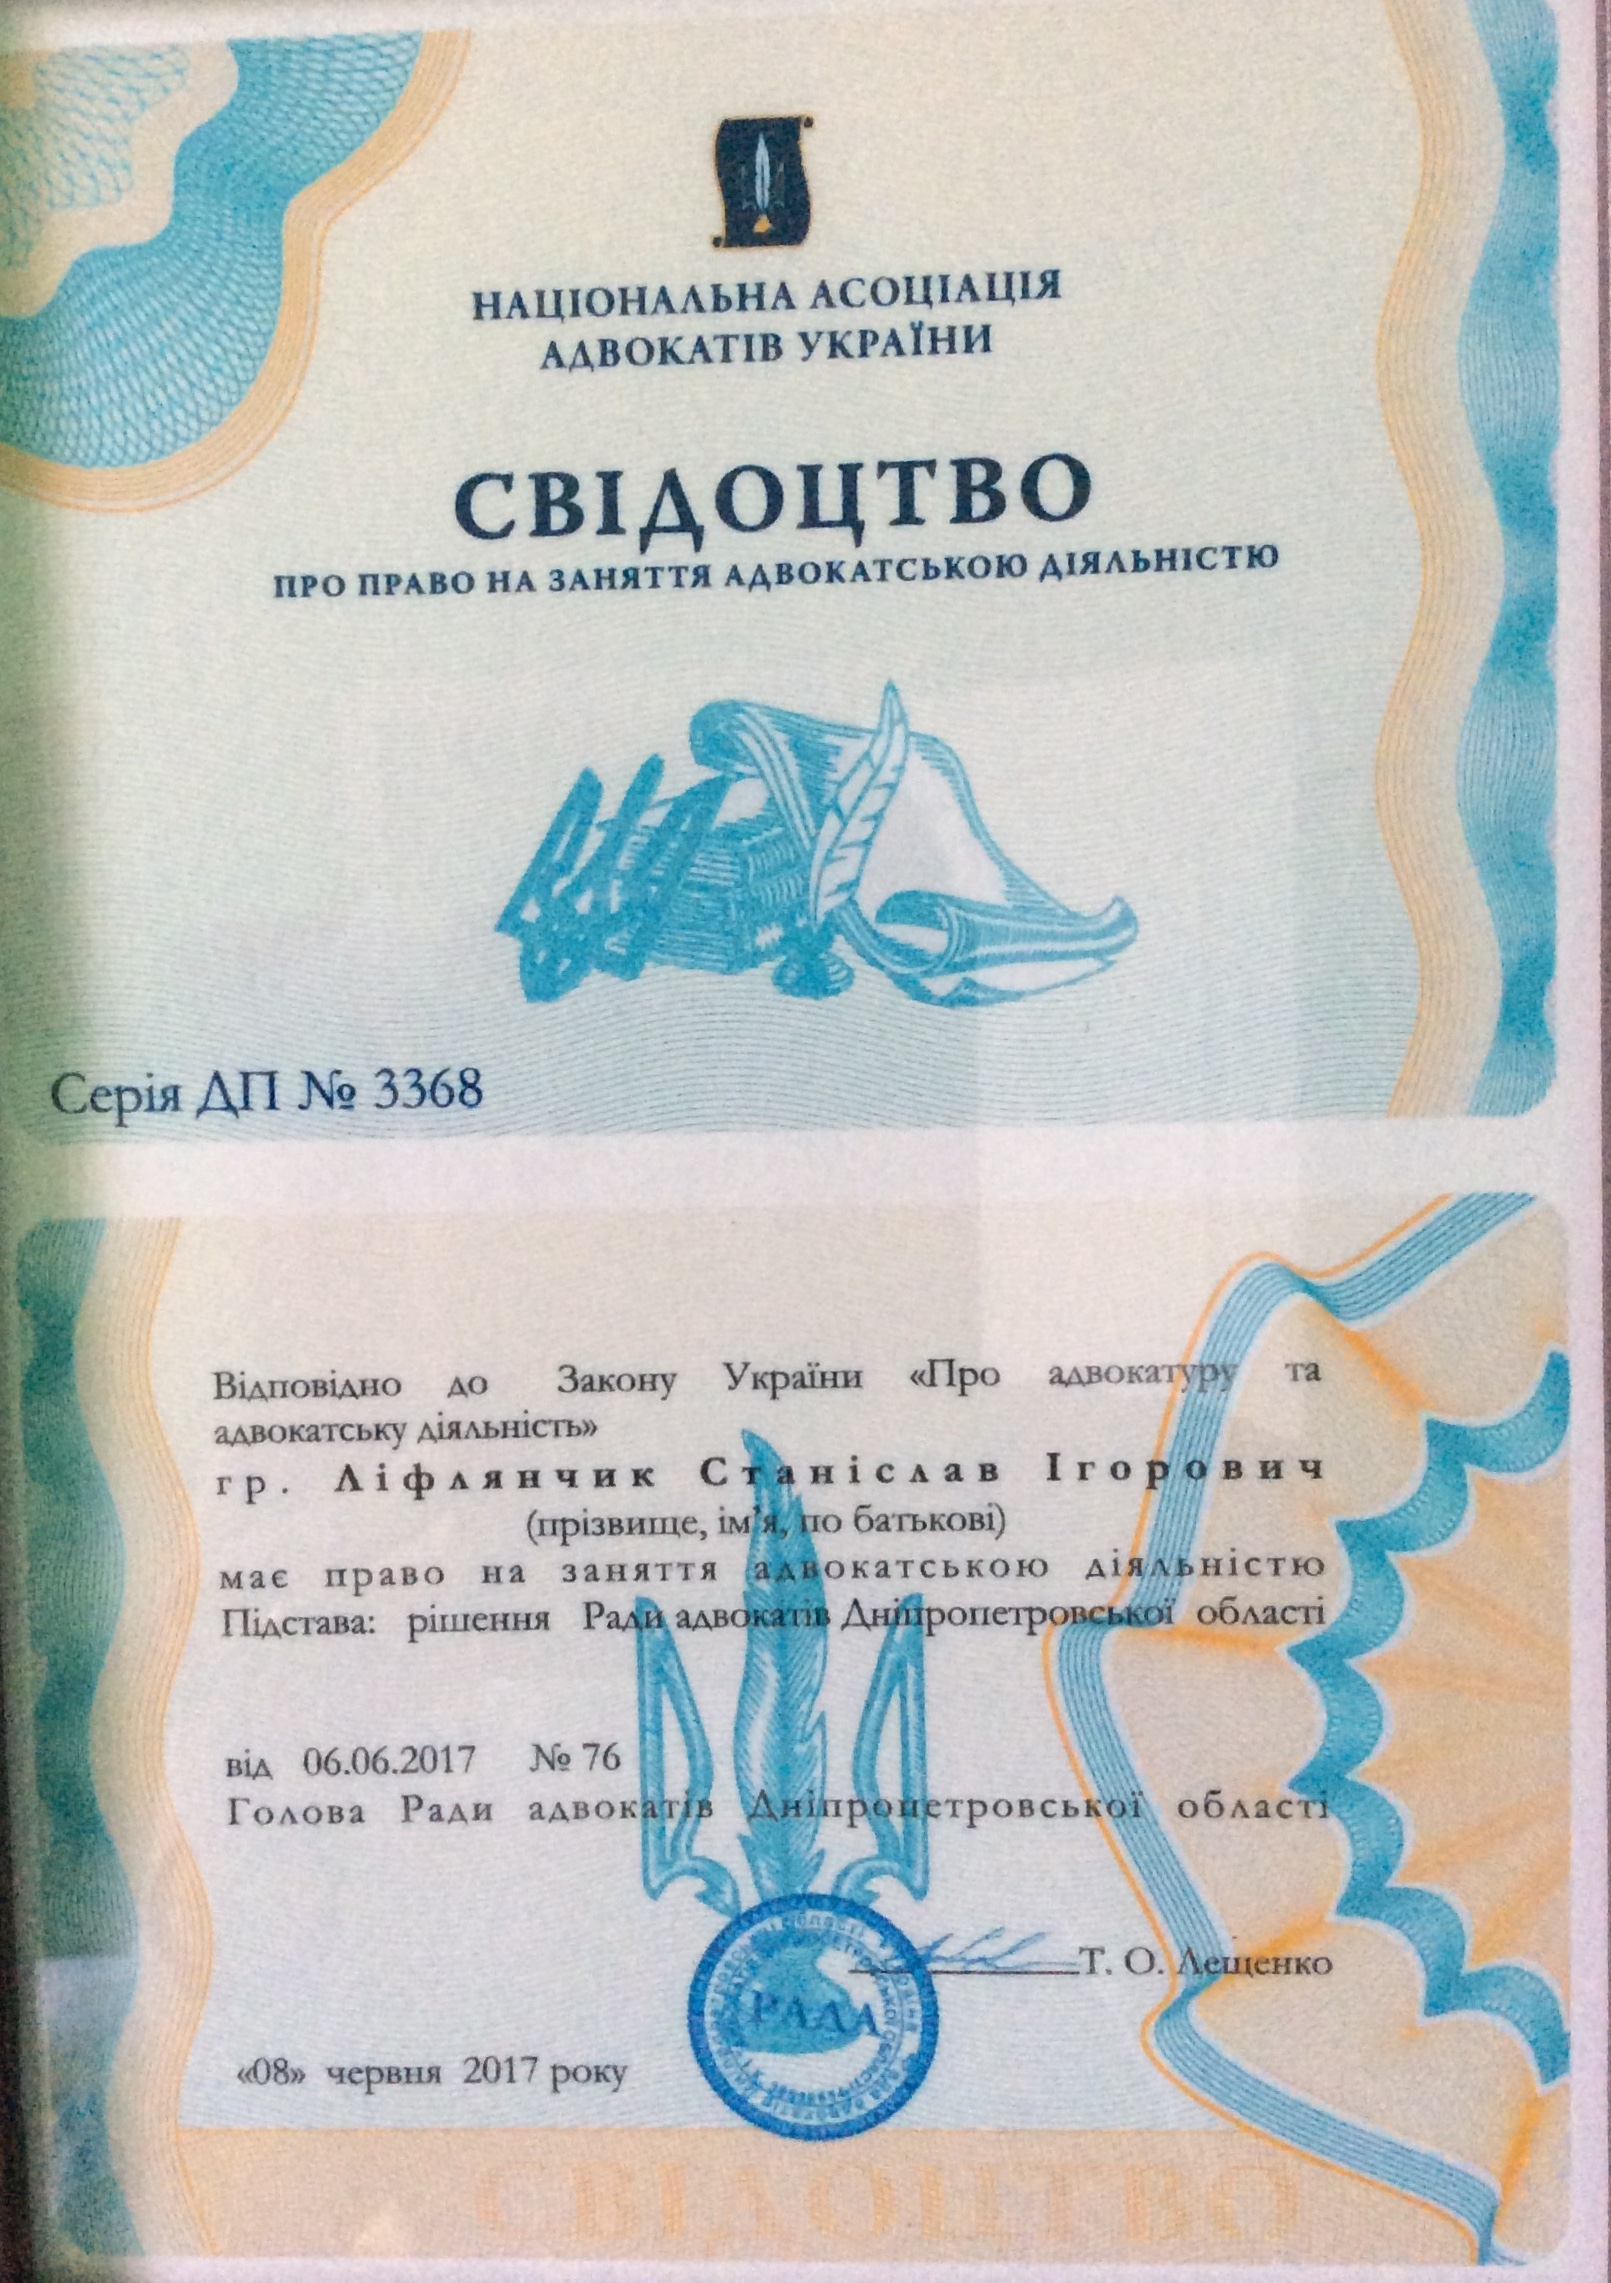 НАЦІОНАЛЬНА АСОЦІАЦІЯ
АДВОКАТІВ УКРАЇНИ
СВІДОЦТВО
ПРО ПРАВО НА ЗАНЯТТЯ АДВОКАТСЬКОЮ ДІЯЛЬНІСТЮ
Серія ДП № 3368
Відповідно до Закону України «Про адвокатуру та
адвокатську діяльність»
гр. Ліфлянчик Станіслав Ігорович
(прізвище, ім'я, по батькові)
має право на заняття адвокатською діяльністю
Підстава: рішення Ради адвокатів Дніпропетровської області
від 06.06.2017 № 76
Голова Ради адвокатів Дніпропетровської області
Т. О. Лещенко
РАДА
«08» червня 2017 року
СВІДОЦТВО